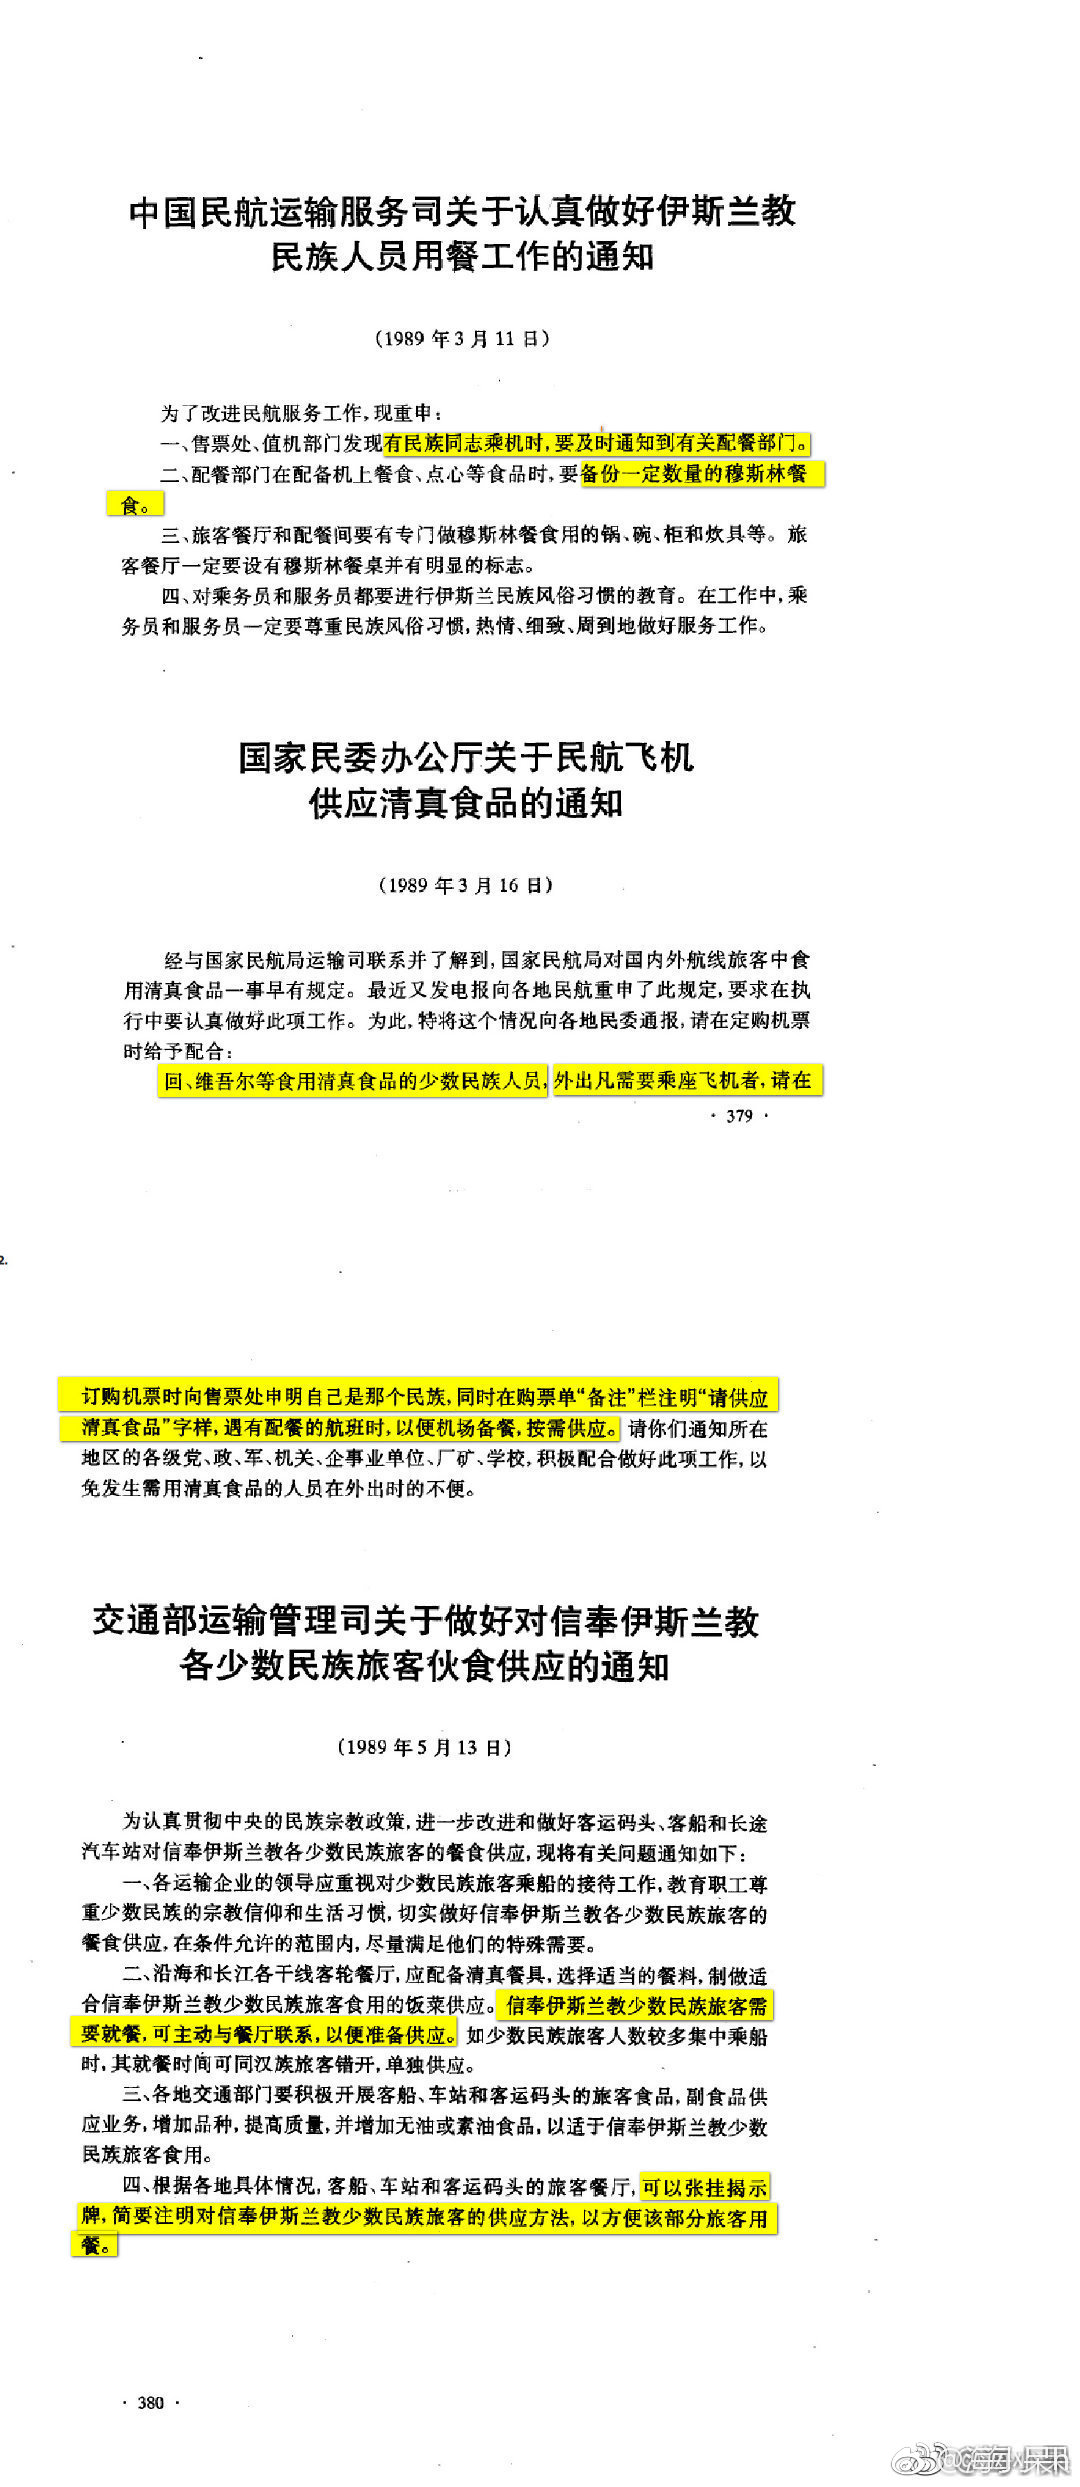 中国民航运输服务司关于认真做好伊斯兰教
民族人员用餐工作的通知
(1989年3月11日)
为了改进民航服务工作,现重申:
一、售票处、值机部门发现有民族同志乘机时,要及时通知到有关配餐部门。
二、配餐部门在配备机上餐食、点心等食品时,要备份一定数量的穆斯林餐
食。
三、旅客餐厅和配餐间要有专门做穆斯林餐食用的锅、碗、柜和炊具等。旅
客餐厅一定要设有穆斯林餐桌并有明显的标志。
四、对乘务员和服务员都要进行伊斯兰民族风俗习惯的教育。在工作中,乘
务员和服务员一定要尊重民族风俗习惯,热情、细致、周到地做好服务工作。
国家民委办公厅关于民航飞机
供应清真食品的通知
(1989年3月16日)
经与国家民航局运输司联系并了解到,国家民航局对国内外航线旅客中食
用清真食品一事早有规定。最近又发电报向各地民航重申了此规定,要求在执
行中要认真做好此项工作。为此,特将这个情况向各地民委通报,请在定购机票
时给予配合:
回、维吾尔等食用清真食品的少数民族人员,外出凡需要乘座飞机者,请在
· 379 ·
2.
订购机票时向售票处申明自己是那个民族,同时在购票单“备注”栏注明“请供应
清真食品”字样,遇有配餐的航班时,以便机场备餐,按需供应。请你们通知所在
地区的各级党、政、军、机关、企事业单位、厂矿、学校,积极配合做好此项工作,以
免发生需用清真食品的人员在外出时的不便。
交通部运输管理司关于做好对信奉伊斯兰教
各少数民族旅客伙食供应的通知
(1989年5月13日)
为认真贯彻中央的民族宗教政策,进一步改进和做好客运码头、客船和长途
汽车站对信奉伊斯兰教各少数民族旅客的餐食供应,现将有关问题通知如下:
一、各运输企业的领导应重视对少数民族旅客乘船的接待工作,教育职工尊
重少数民族的宗教信仰和生活习惯,切实做好信奉伊斯兰教各少数民族旅客的
餐食供应,在条件允许的范围内,尽量满足他们的特殊需要。
二、沿海和长江各干线客轮餐厅,应配备清真餐具,选择适当的餐料,制做适
合信奉伊斯兰教少数民族旅客食用的饭菜供应。信奉伊斯兰教少数民族旅客需
要就餐,可主动与餐厅联系,以便准备供应。如少数民族旅客人数较多集中乘船
时,其就餐时间可同汉族旅客错开,单独供应。
三、各地交通部门要积极开展客船、车站和客运码头的旅客食品,副食品供
应业务,增加品种,提高质量,并增加无油或素油食品,以适于信奉伊斯兰教少数
民族旅客食用。
四、根据各地具体情况,客船、车站和客运码头的旅客餐厅,可以张挂揭示
牌,简要注明对信奉伊斯兰教少数民族旅客的供应方法,以方便该部分旅客用
餐。
· 380 ·